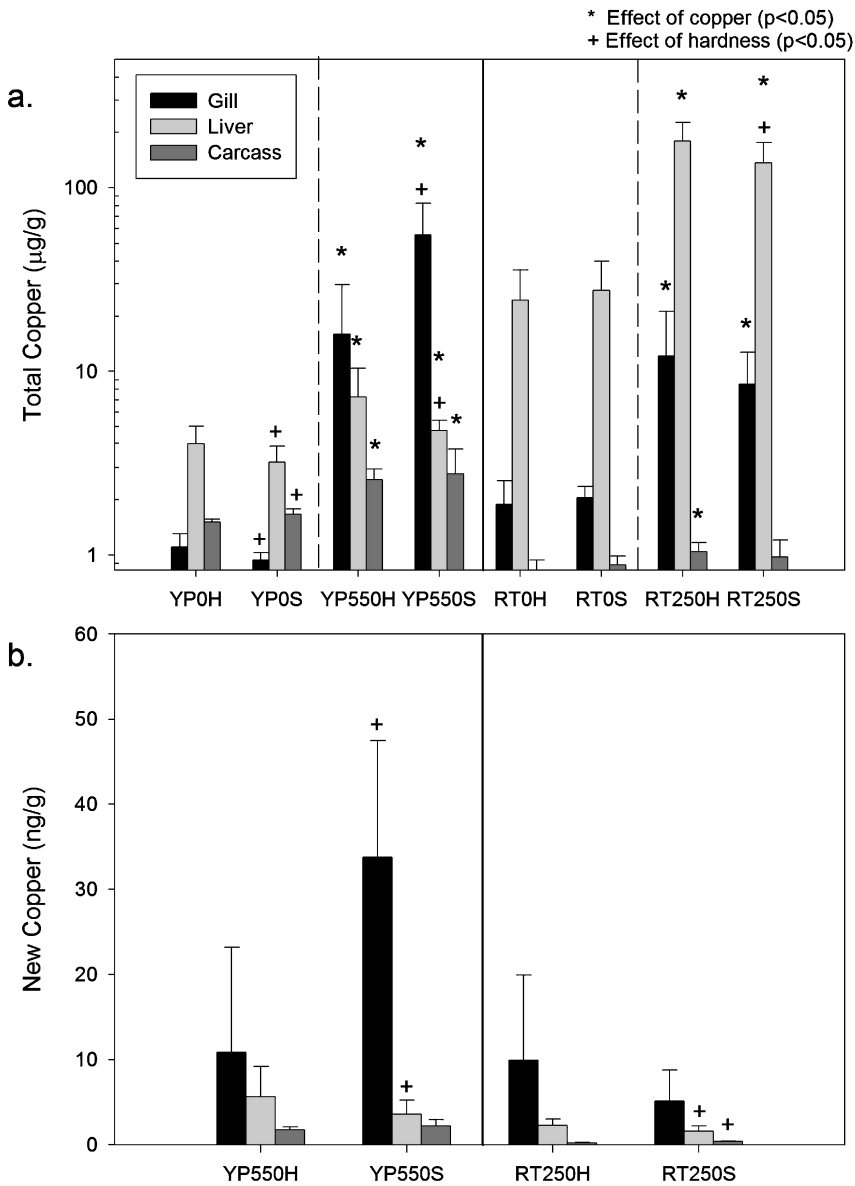 * Effect of copper (p<0.05)
+ Effect of hardness (p<0.05)
a.
Gill
Liver
Carcass
Total Copper (μg/g)
100
10
1
* * * * + * + * + + + * * * * * + *
YP0H YP0S YP550H YP550S RT0H RT0S RT250H RT250S
b.
New Copper (ng/g)
60
50
40
30
20
10
0
+ + + +
YP550H YP550S RT250H RT250S